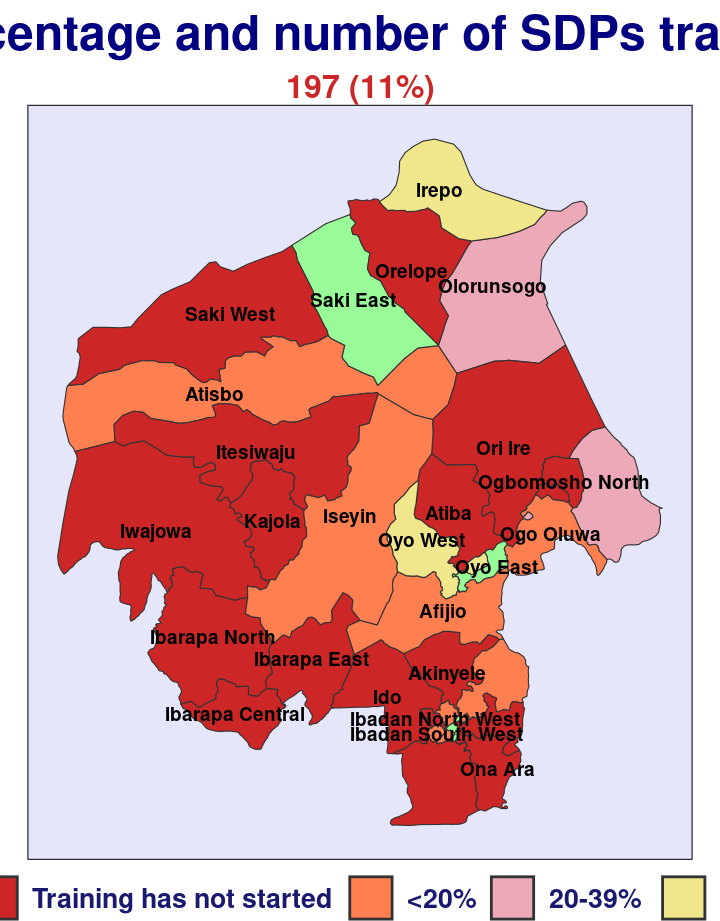 centage and number of SDPs tra
197 (11%)
Irepo
Orelope
Olorunsogo
Saki East
Saki West
Atisbo
Ori Ire
Itesiwaju
Ogbomosho North
Atiba
Iseyin
Kajola
Iwajowa
Ogo Oluwa
Oyo West
Oyo East
Afijio
Ibarapa North
Ibarapa East
Akinyele
Ido
Ibarapa Central
Ibadan North West
Ibadan South West
Ona Ara
Training has not started <20% 20-39%